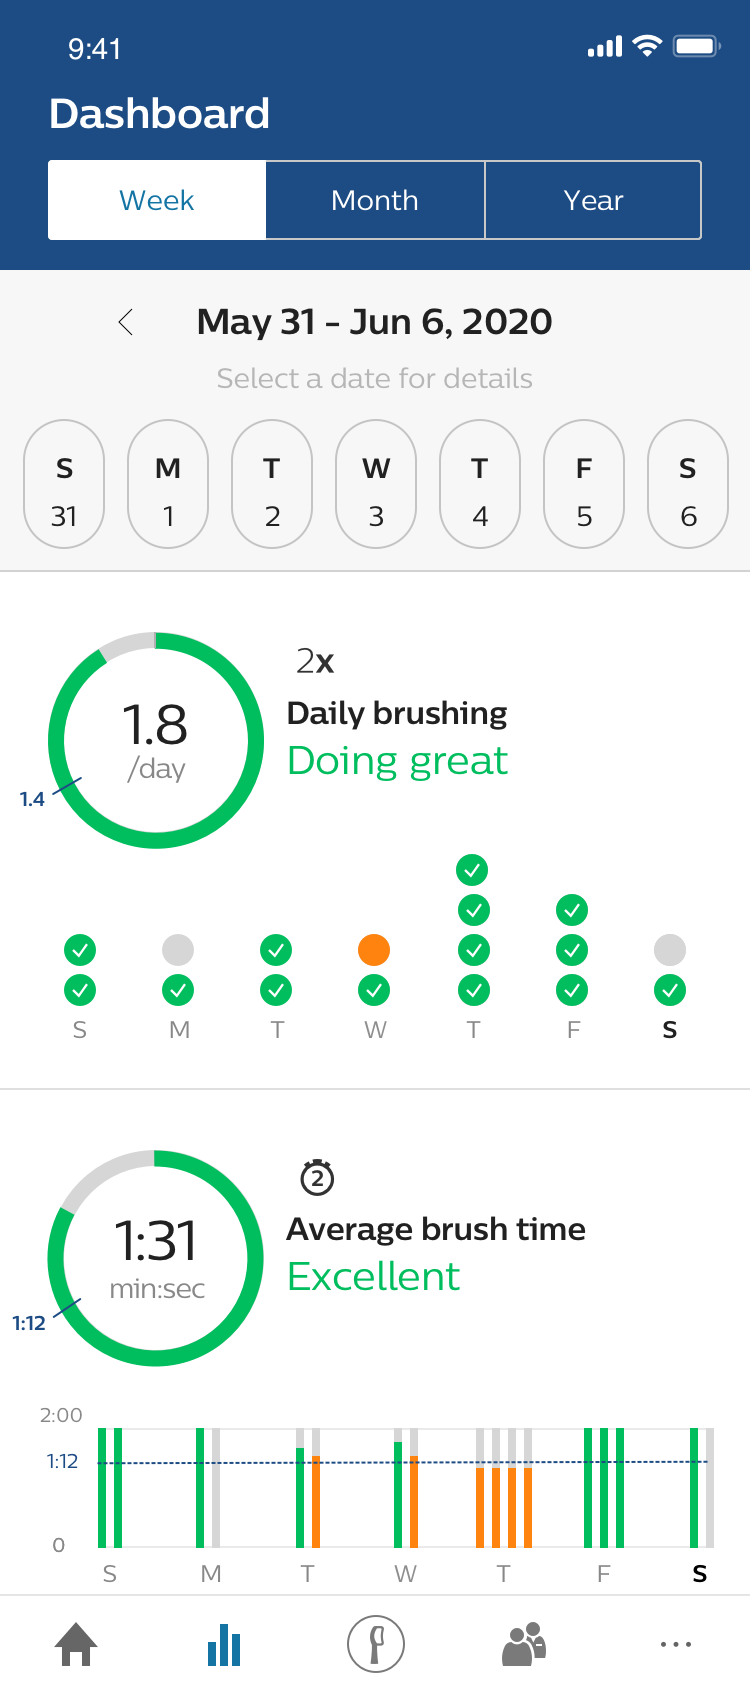 9:41
Dashboard
Week Month Year
May 31 - Jun 6, 2020
Select a date for details
S M T W T F S
31 1 2 3 4 5 6
2x
1.8
/day
Daily brushing
Doing great
1.4
S M T W T F S
2
1:31
min:sec
Average brush time
Excellent
1:12
2:00
1:12
0
S M T W T F S